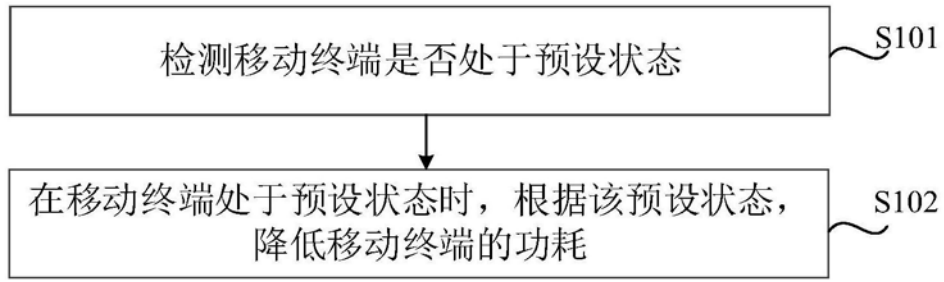 检测移动终端是否处于预设状态
S101
在移动终端处于预设状态时，根据该预设状态，
降低移动终端的功耗
S102